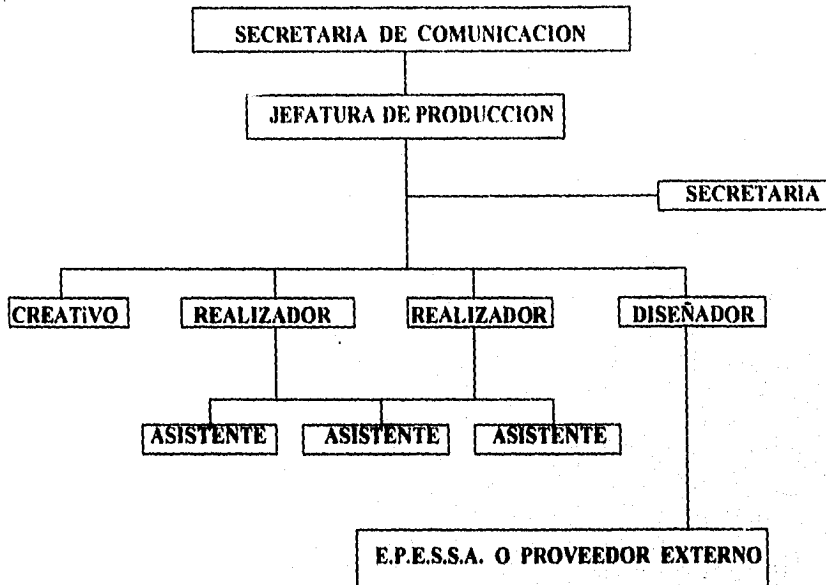 SECRETARIA DE COMUNICACION
JEFATURA DE PRODUCCION
SECRETARIA
CREATiVO
REALIZADOR
REALIZADOR
DISEÑADOR
ASISTENTE
ASISTENTE
ASISTENTE
E.P.E.S.S.A. O PROVEEDOR EXTERNO